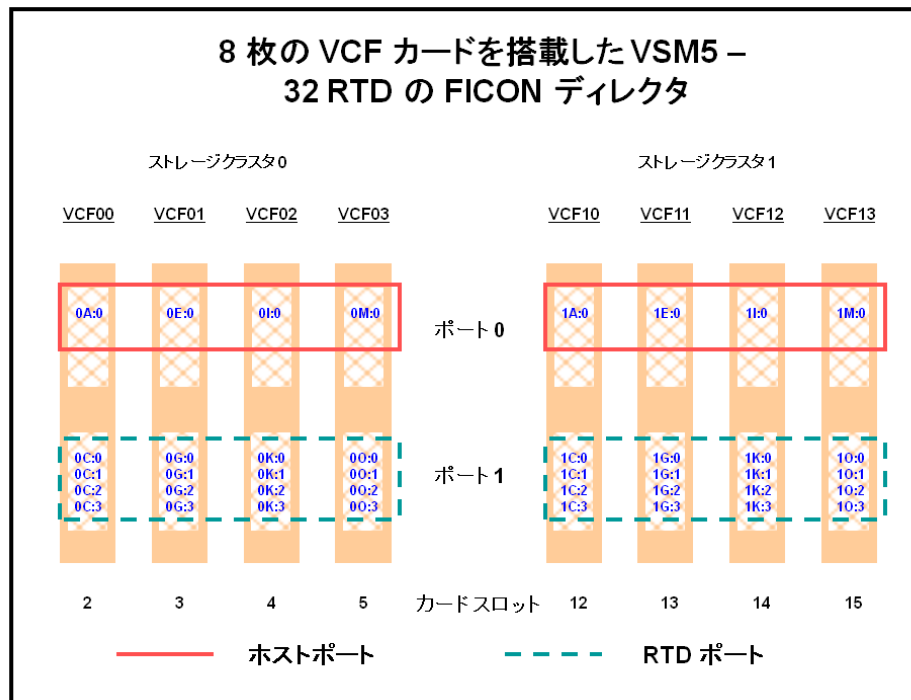 8 枚の VCF カードを搭載した VSM5 –
32 RTD の FICON ディレクタ
ストレージクラスタ0
ストレージクラスタ1
VCF00 VCF01 VCF02 VCF03
VCF10 VCF11 VCF12 VCF13
0A:0 0E:0 0I:0 0M:0
ポート 0
1A:0 1E:0 1I:0 1M:0
0C:0 0G:0 0K:0 0O:0
0C:1 0G:1 0K:1 0O:1
0C:2 0G:2 0K:2 0O:2
0C:3 0G:3 0K:3 0O:3
ポート 1
1C:0 1G:0 1K:0 1O:0
1C:1 1G:1 1K:1 1O:1
1C:2 1G:2 1K:2 1O:2
1C:3 1G:3 1K:3 1O:3
2 3 4 5 カードスロット 12 13 14 15
ホストポート
RTD ポート